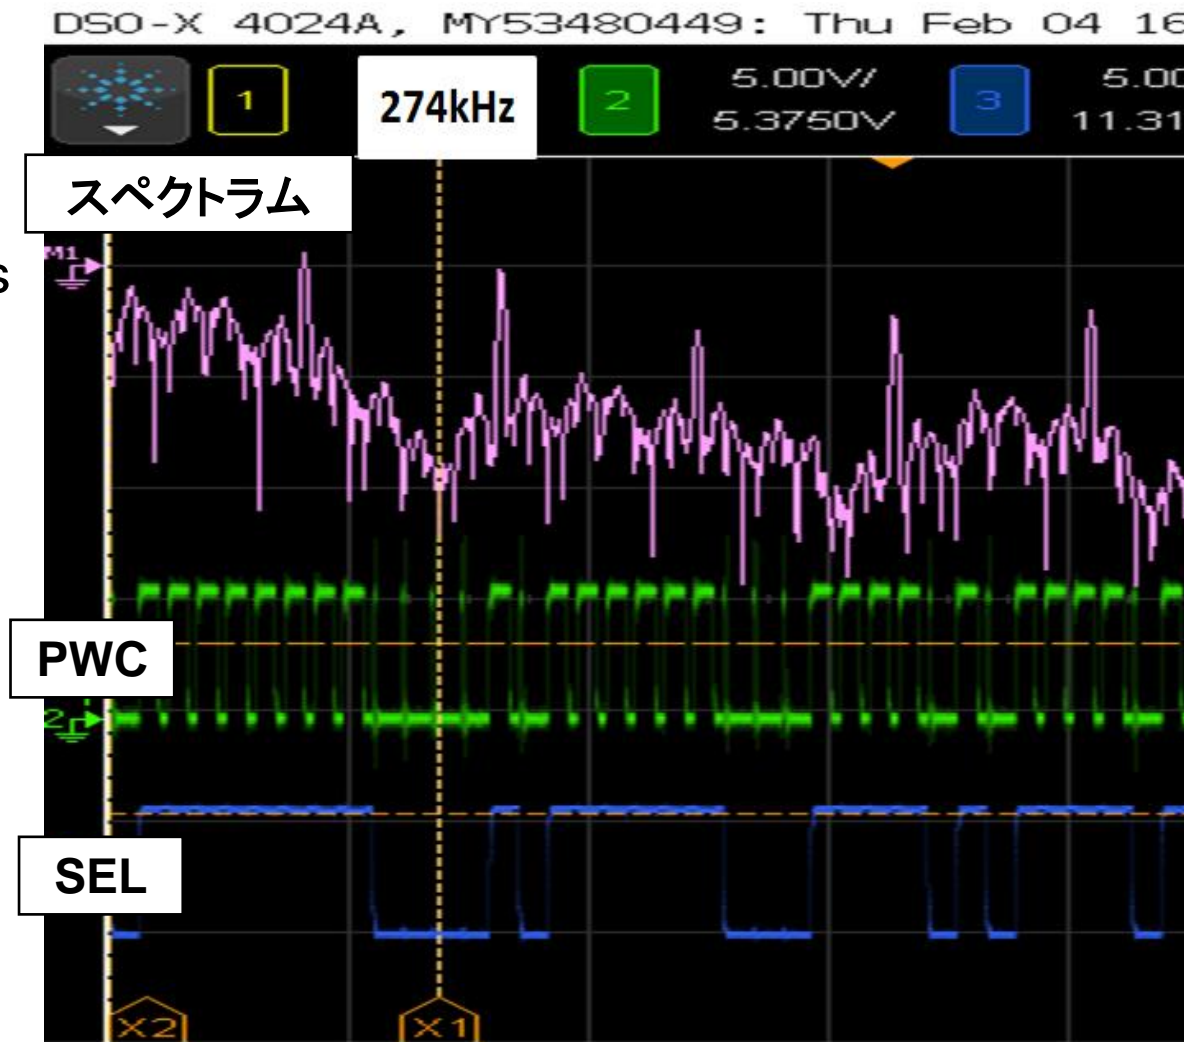 DSO-X 4024A, MY53480449: Thu Feb 04 16
1
274kHz
2
5.00V/
5.3750V
3
5.00
11.31
スペクトラム
M1
s
PWC
2
SEL
X2
X1